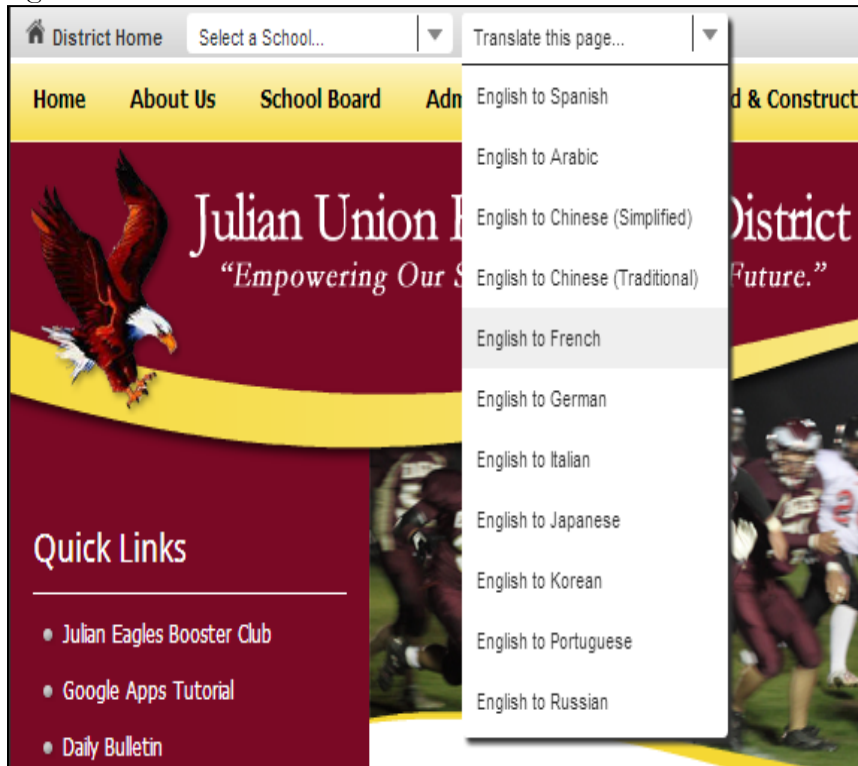 District Home Select a School... Translate this page...
Home About Us School Board
English to Spanish
English to Arabic
English to Chinese (Simplified)
English to Chinese (Traditional)
English to French
English to German
English to Italian
English to Japanese
English to Korean
English to Portuguese
English to Russian
Julian Union District
“Empowering Our Future.”
Quick Links
Julian Eagles Booster Club
Google Apps Tutorial
Daily Bulletin